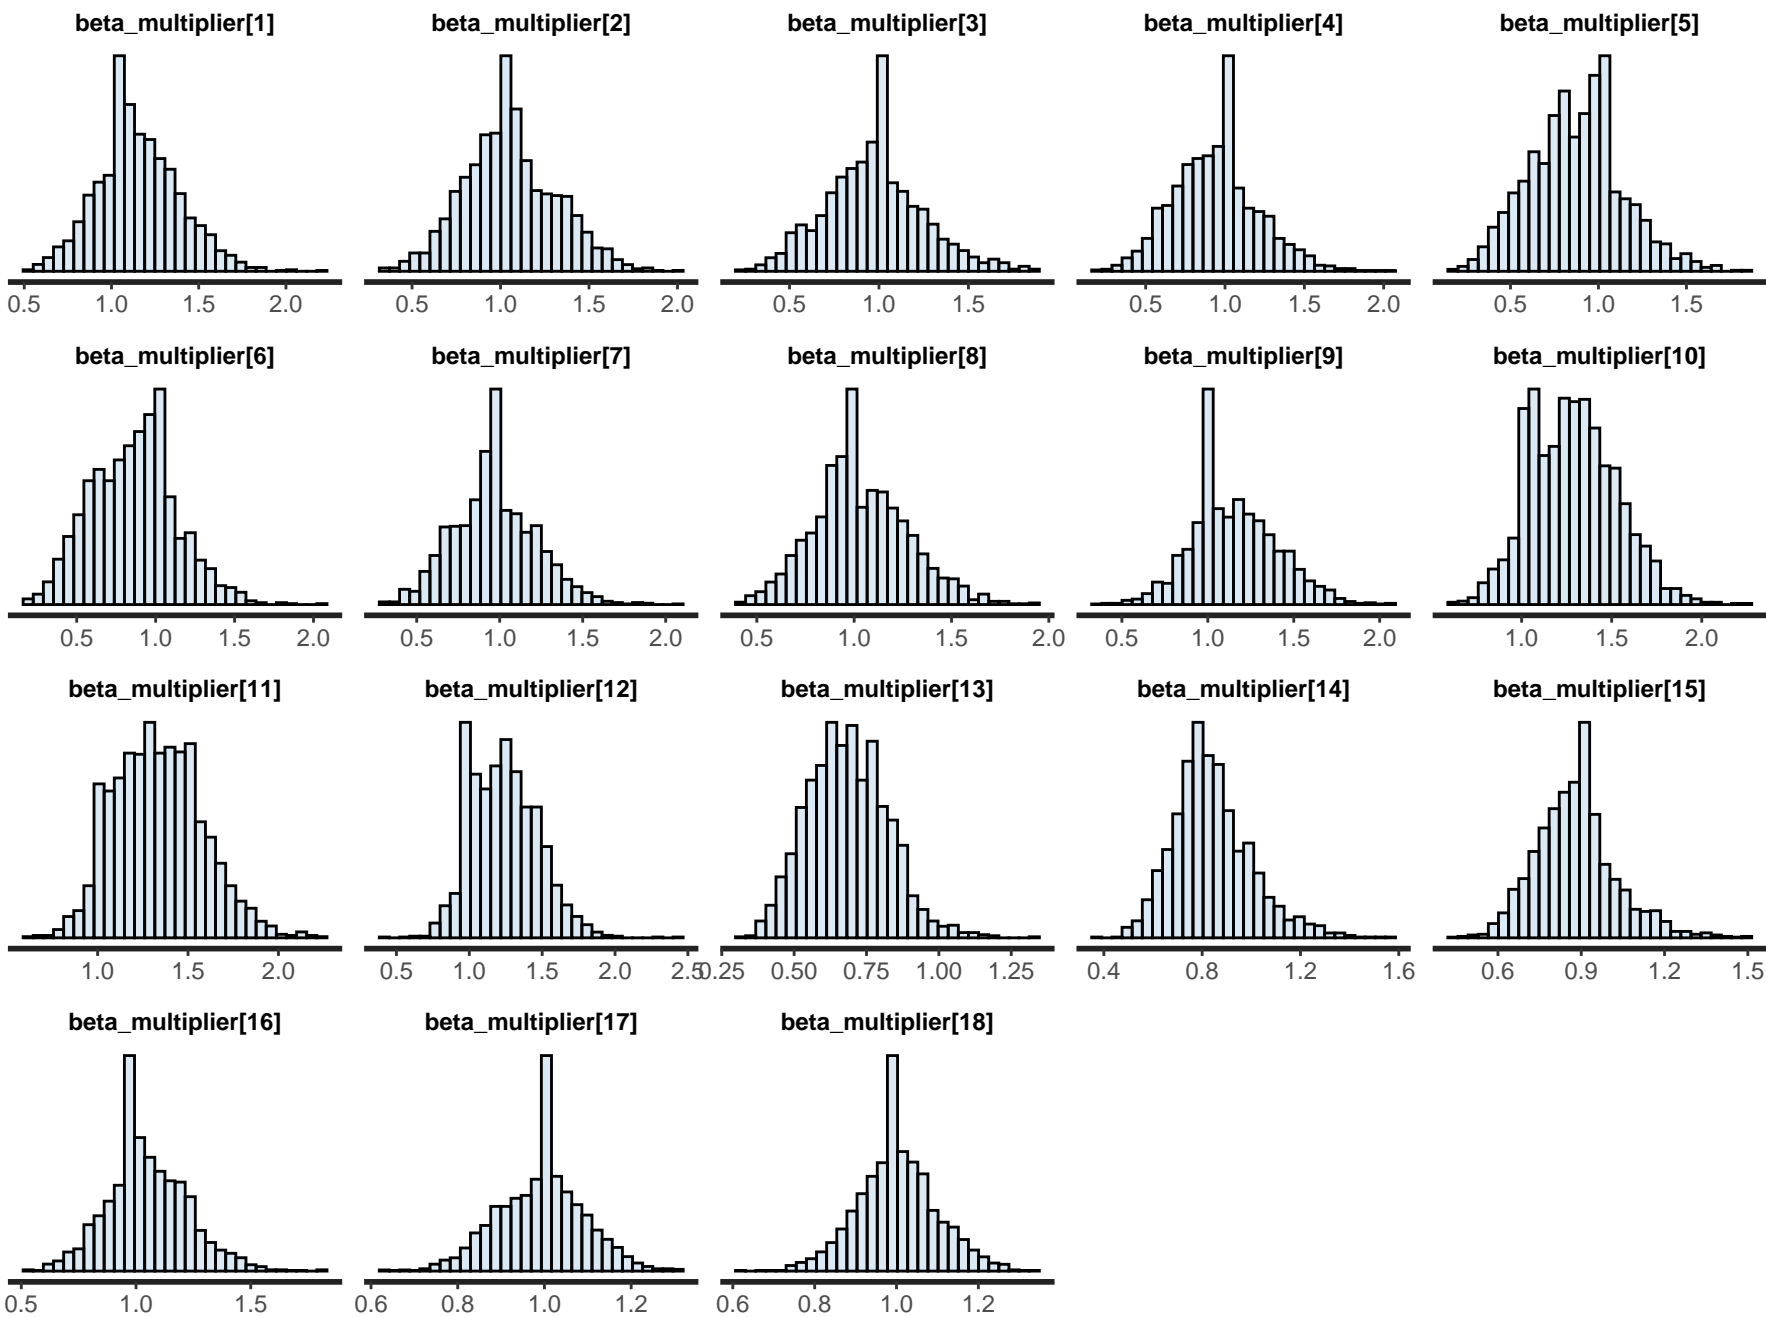 beta_multiplier[1] beta_multiplier[2] beta_multiplier[3] beta_multiplier[4] beta_multiplier[5]
0.5 1.0 1.5 2.0 0.5 1.0 1.5 2.0 0.5 1.0 1.5 0.5 1.0 1.5 2.0 0.5 1.0 1.5
beta_multiplier[6] beta_multiplier[7] beta_multiplier[8] beta_multiplier[9] beta_multiplier[10]
0.5 1.0 1.5 2.0 0.5 1.0 1.5 2.0 0.5 1.0 1.5 2.0 0.5 1.0 1.5 2.0 1.0 1.5 2.0
beta_multiplier[11] beta_multiplier[12] beta_multiplier[13] beta_multiplier[14] beta_multiplier[15]
1.0 1.5 2.0 0.5 1.0 1.5 2.0 2.5 0.25 0.50 0.75 1.00 1.25 0.4 0.8 1.2 1.6 0.6 0.9 1.2 1.5
beta_multiplier[16] beta_multiplier[17] beta_multiplier[18]
0.5 1.0 1.5 0.6 0.8 1.0 1.2 0.6 0.8 1.0 1.2